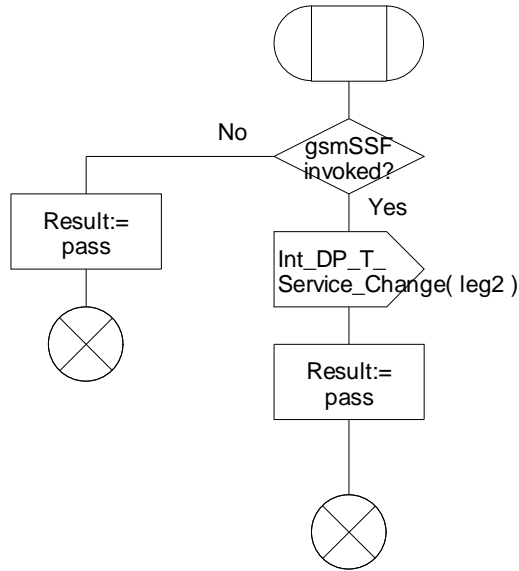 gsmSSF
invoked?
No
Yes
Result:=
pass
Int_DP_T_
Service_Change( leg2 )
Result:=
pass